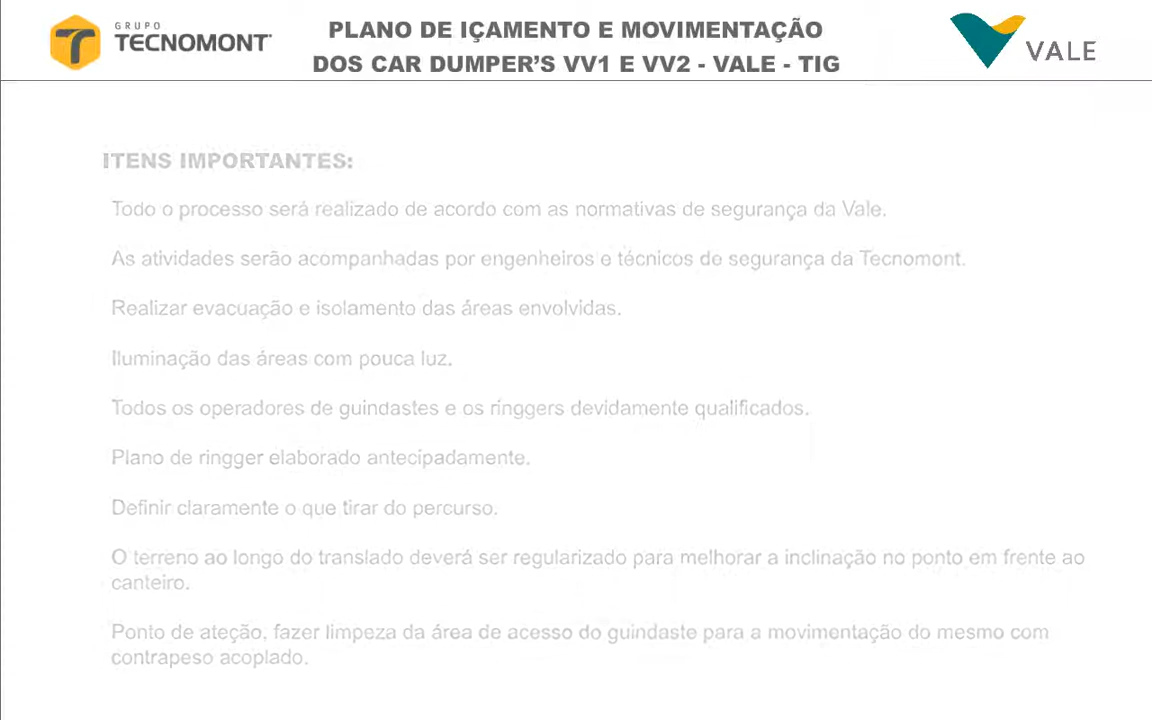 GRUPO
TECNOMONT
PLANO DE IÇAMENTO E MOVIMENTAÇÃO
DOS CAR DUMPER'S VV1 E VV2 - VALE - TIG
VALE
ITENS IMPORTANTES:
Todo o processo será realizado de acordo com as normativas de segurança da Vale.
As atividades serão acompanhadas por engenheiros e técnicos de segurança da Tecnomont.
Realizar evacuação e isolamento das áreas envolvidas.
Iluminação das áreas com pouca luz.
Todos os operadores de guindastes e os ringgers devidamente qualificados.
Plano de ringger elaborado antecipadamente.
Definir claramente o que tirar do percurso.
O terreno ao longo do translado deverá ser regularizado para melhorar a inclinação no ponto em frente ao
canteiro.
Ponto de ateção, fazer limpeza da área de acesso do guindaste para a movimentação do mesmo com
contrapeso acoplado.